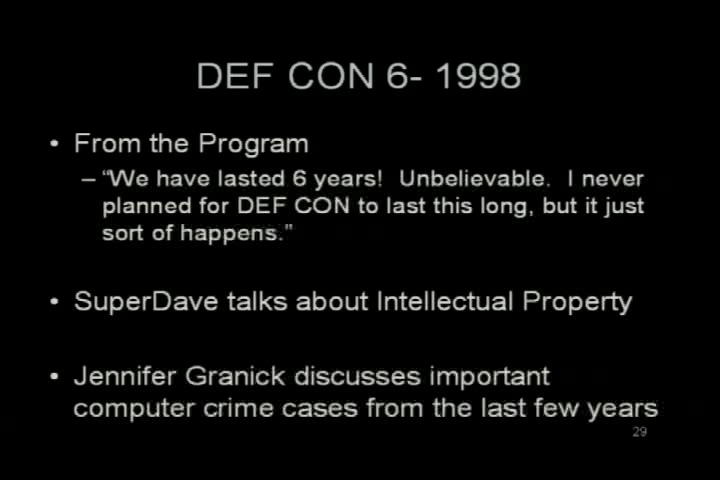 DEF CON 6- 1998
• From the Program
– “We have lasted 6 years! Unbelievable. I never
planned for DEF CON to last this long, but it just
sort of happens.”
• SuperDave talks about Intellectual Property
• Jennifer Granick discusses important
computer crime cases from the last few years
29